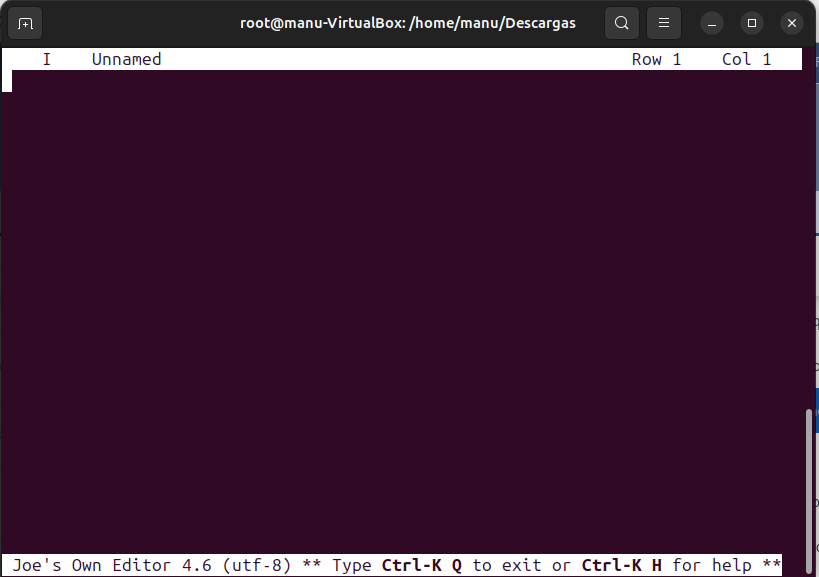 root@manu-VirtualBox: /home/manu/Descargas
I Unnamed Row 1 Col 1
Joe's Own Editor 4.6 (utf-8) ** Type Ctrl-K Q to exit or Ctrl-K H for help **